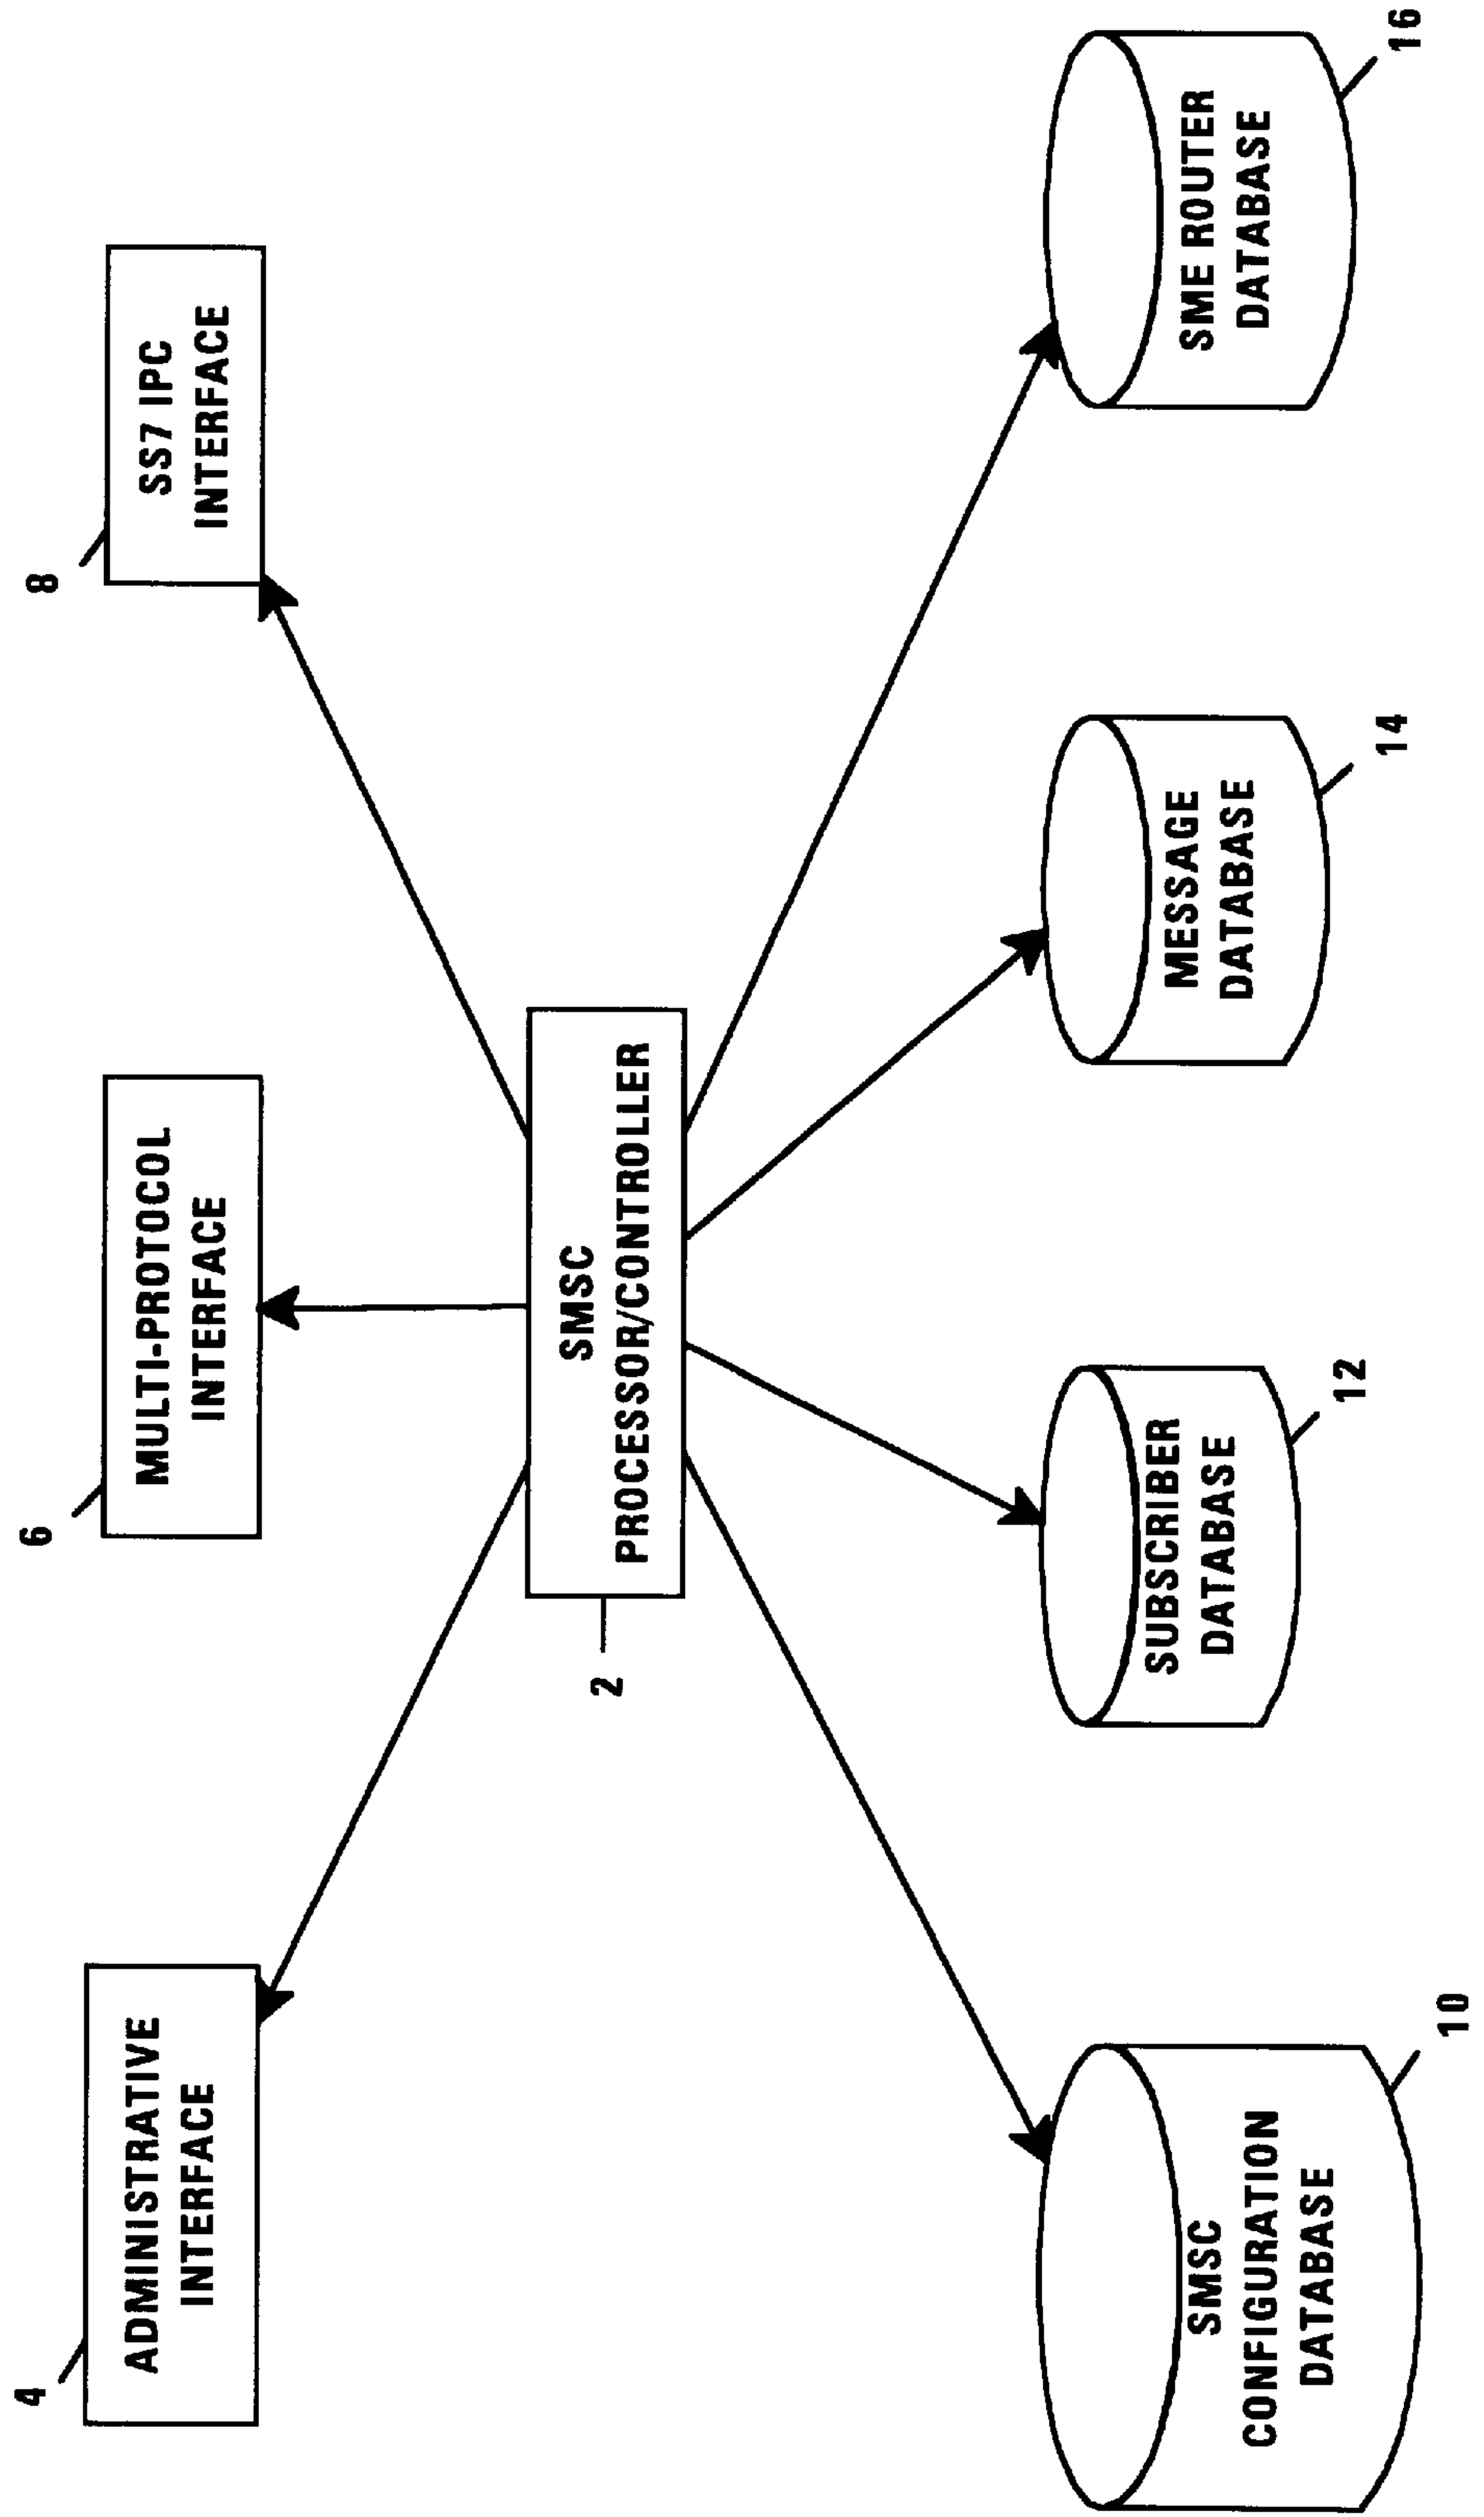 4
ADMINISTRATIVE
INTERFACE
6
MULTI-PROTOCOL
INTERFACE
8
SS7 IPC
INTERFACE
2
SMSC
PROCESSOR/CONTROLLER
SMSC
CONFIGURATION
DATABASE
10
SUBSCRIBER
DATABASE
12
MESSAGE
DATABASE
14
SME ROUTER
DATABASE
16